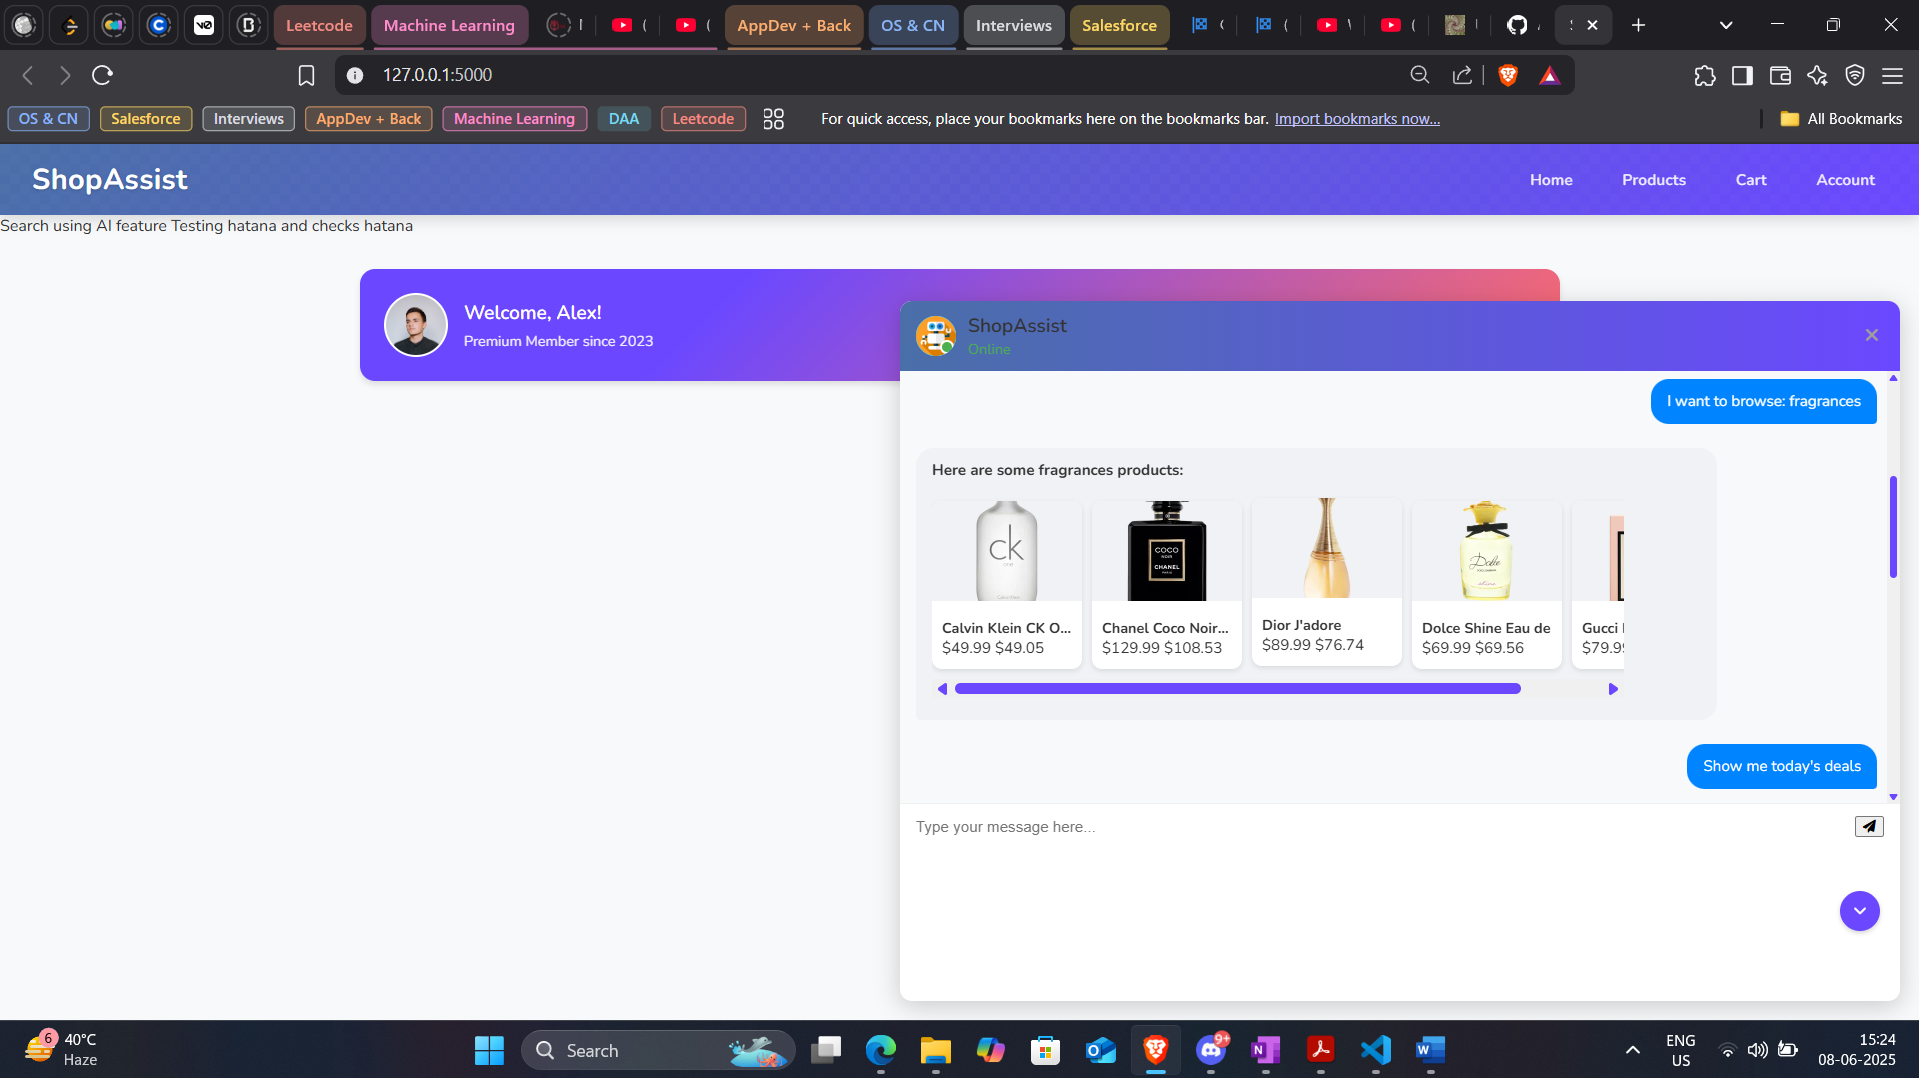 Leetcode
Machine Learning
AppDev + Back
OS & CN
Interviews
Salesforce
127.0.0.1:5000
OS & CN
Salesforce
Interviews
AppDev + Back
Machine Learning
DAA
Leetcode
For quick access, place your bookmarks here on the bookmarks bar. Import bookmarks now...
All Bookmarks
ShopAssist
Home
Products
Cart
Account
Search using AI feature Testing hatana and checks hatana
Welcome, Alex!
Premium Member since 2023
ShopAssist
Online
I want to browse: fragrances
Here are some fragrances products:
ck
COCO
NOIR
CHANEL
PARIS
Dolce
shine
Calvin Klein CK O...
$49.99 $49.05
Chanel Coco Noir...
$129.99 $108.53
Dior J'adore
$89.99 $76.74
Dolce Shine Eau de
$69.99 $69.56
Gucci
$79.99
Show me today's deals
Type your message here...
6
40°C
Haze
Search
9+
ENG
US
15:24
08-06-2025